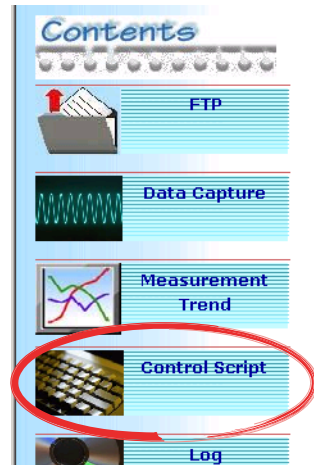 Contents
FTP
Data Capture
Measurement
Trend
Control Script
Log